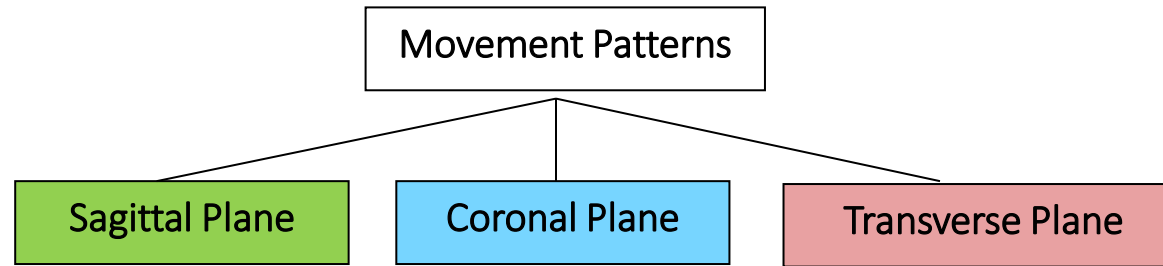 Movement Patterns
Sagittal Plane
Coronal Plane
Transverse Plane